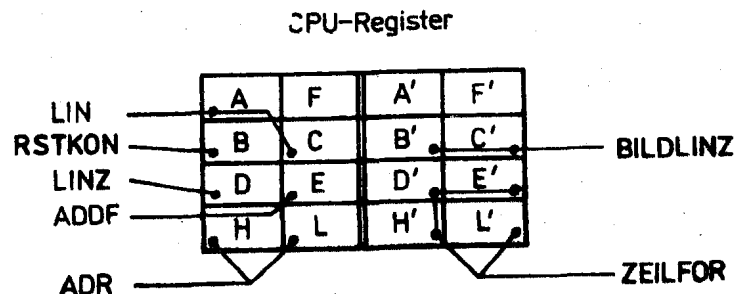 CPU-Register
A F A' F'
LIN
B C B' C'
RSTKON
BILDLINZ
LINZ
D E D' E'
ADDF
H L H' L'
ADR
ZEILFOR